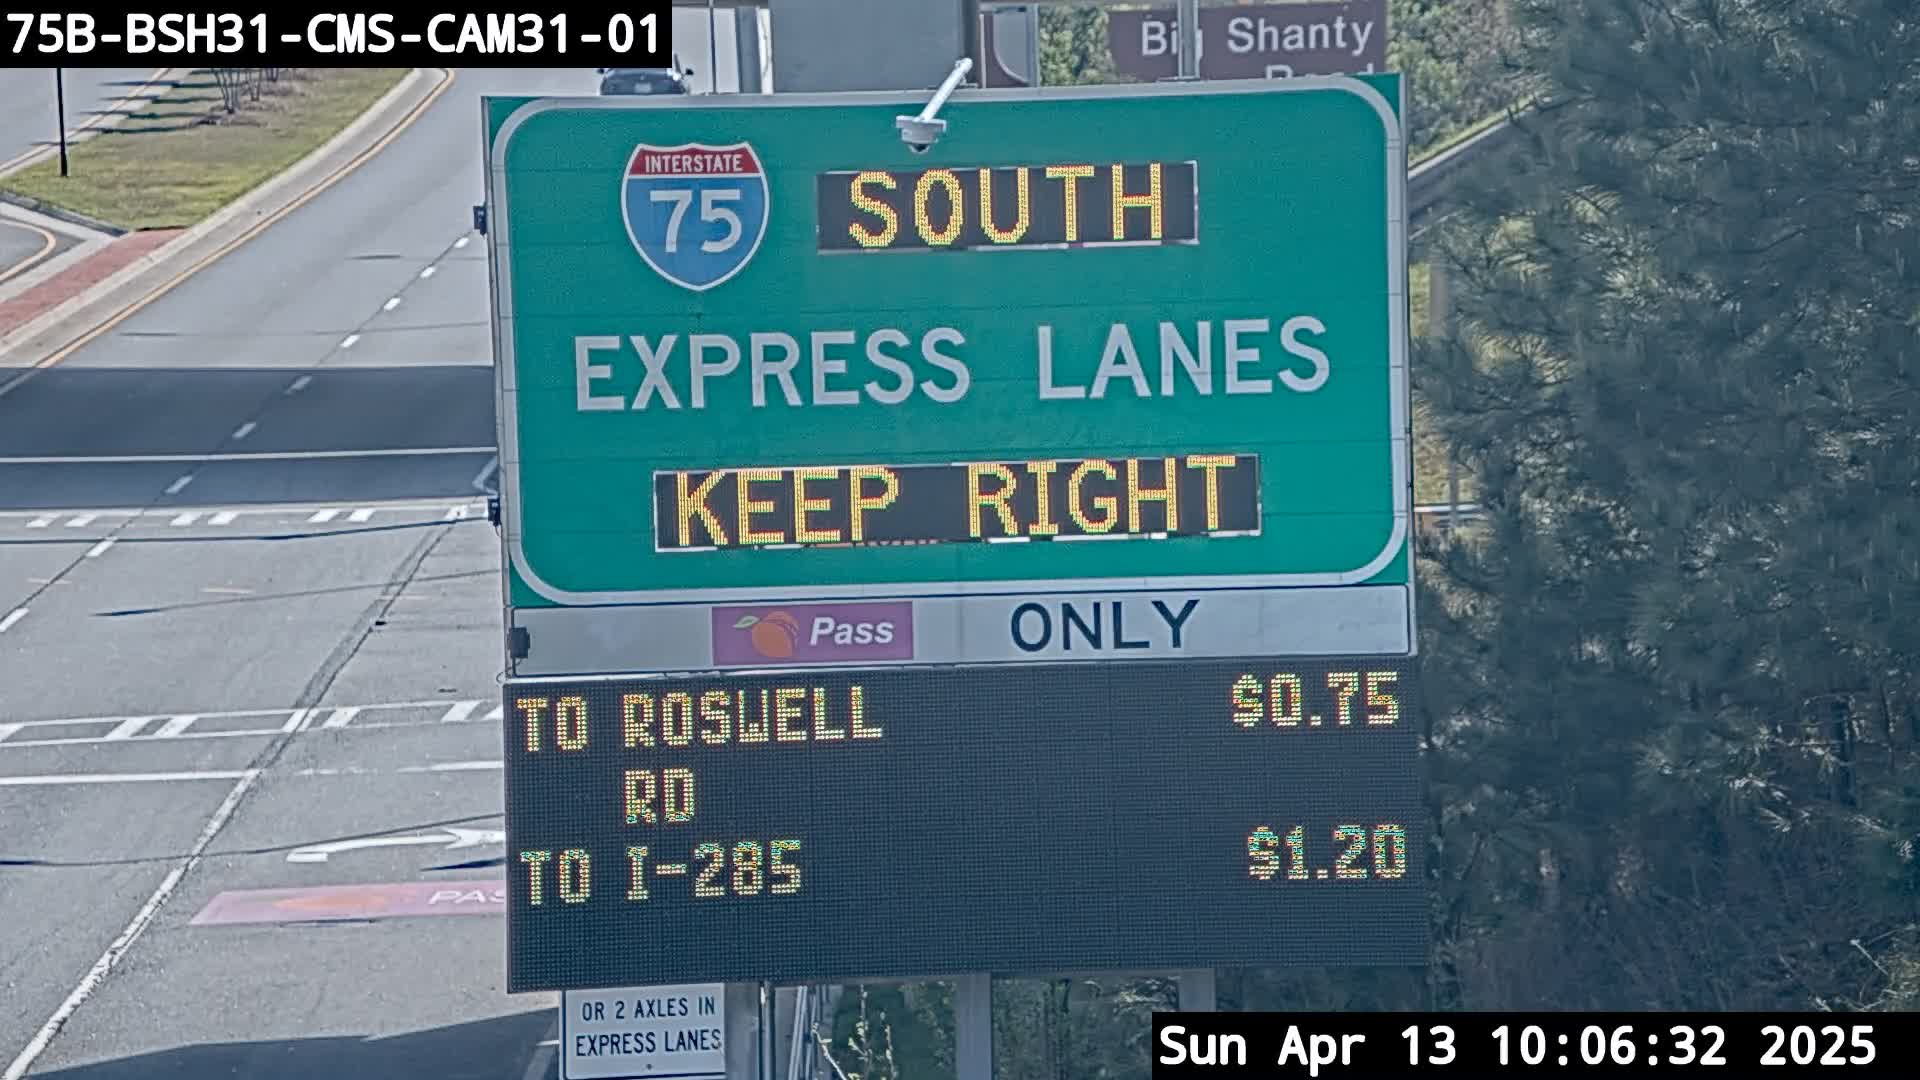 75B-BSH31-CMS-CAM31-01
Big Shanty
Road
INTERSTATE
75
SOUTH
EXPRESS LANES
KEEP RIGHT
Pass ONLY
TO ROSWELL $0.75
RD
TO I-285 $1.20
OR 2 AXLES IN
EXPRESS LANES
Sun Apr 13 10:06:32 2025